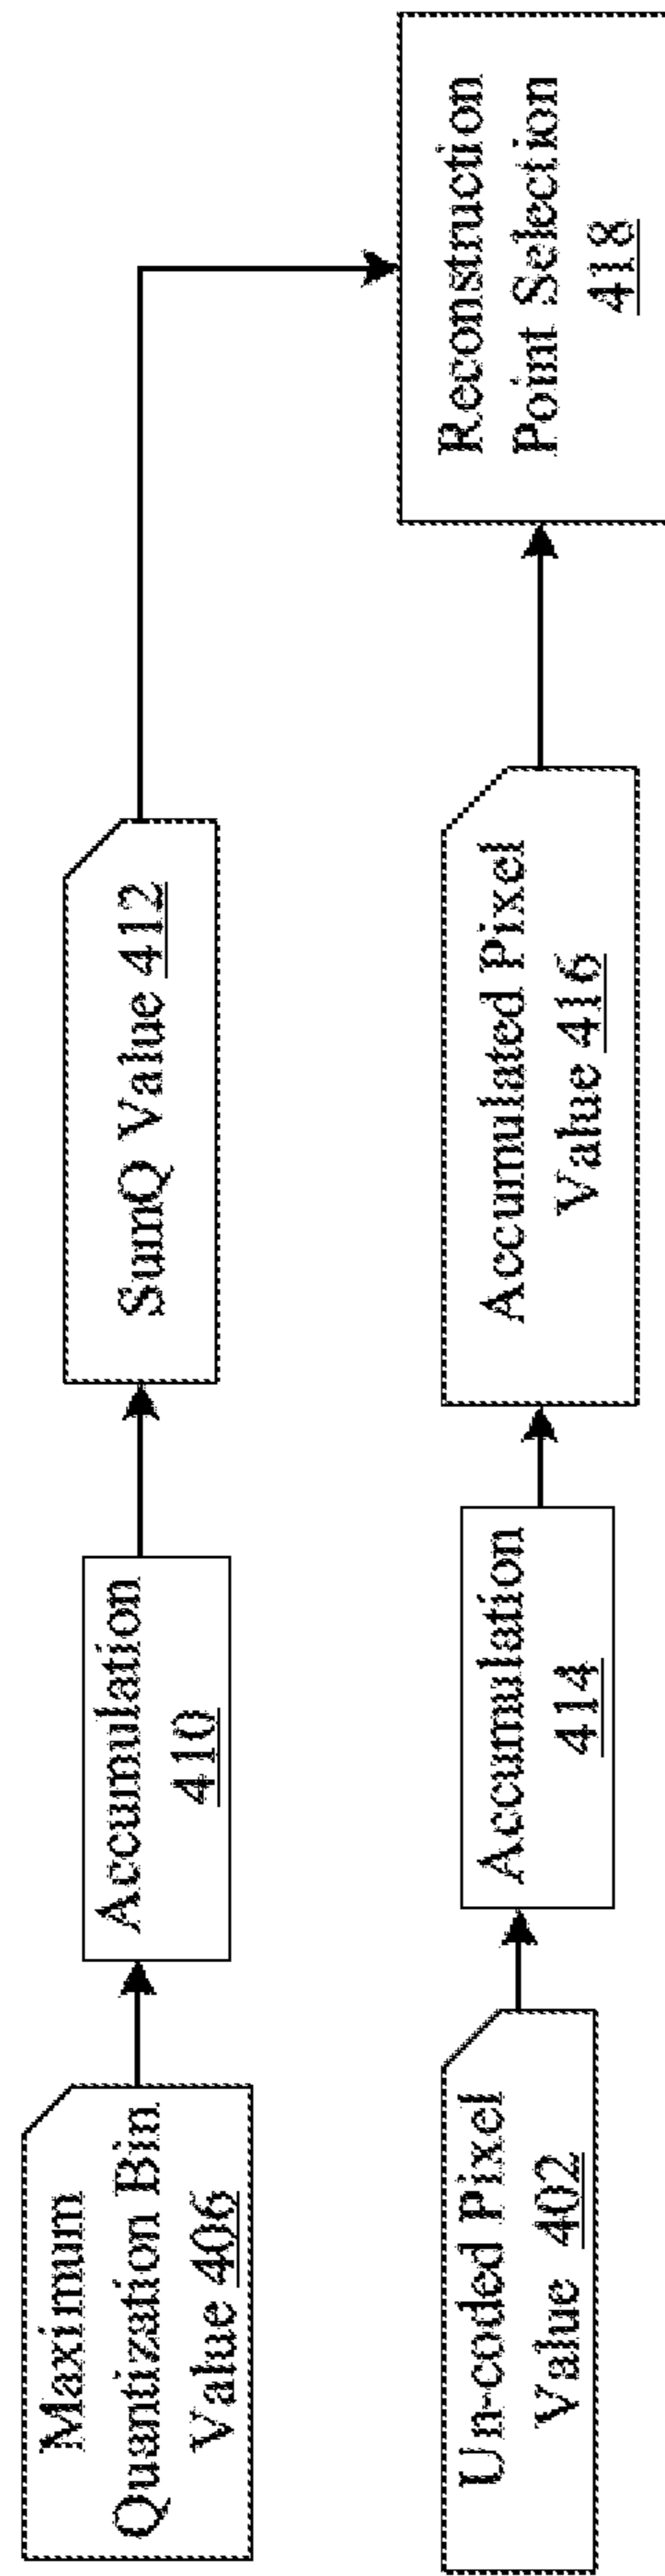 Maximum
Quantization Bin
Value 406
Accumulation
410
SumQ Value 412
Un-coded Pixel
Value 402
Accumulation
414
Accumulated Pixel
Value 416
Reconstruction
Point Selection
418